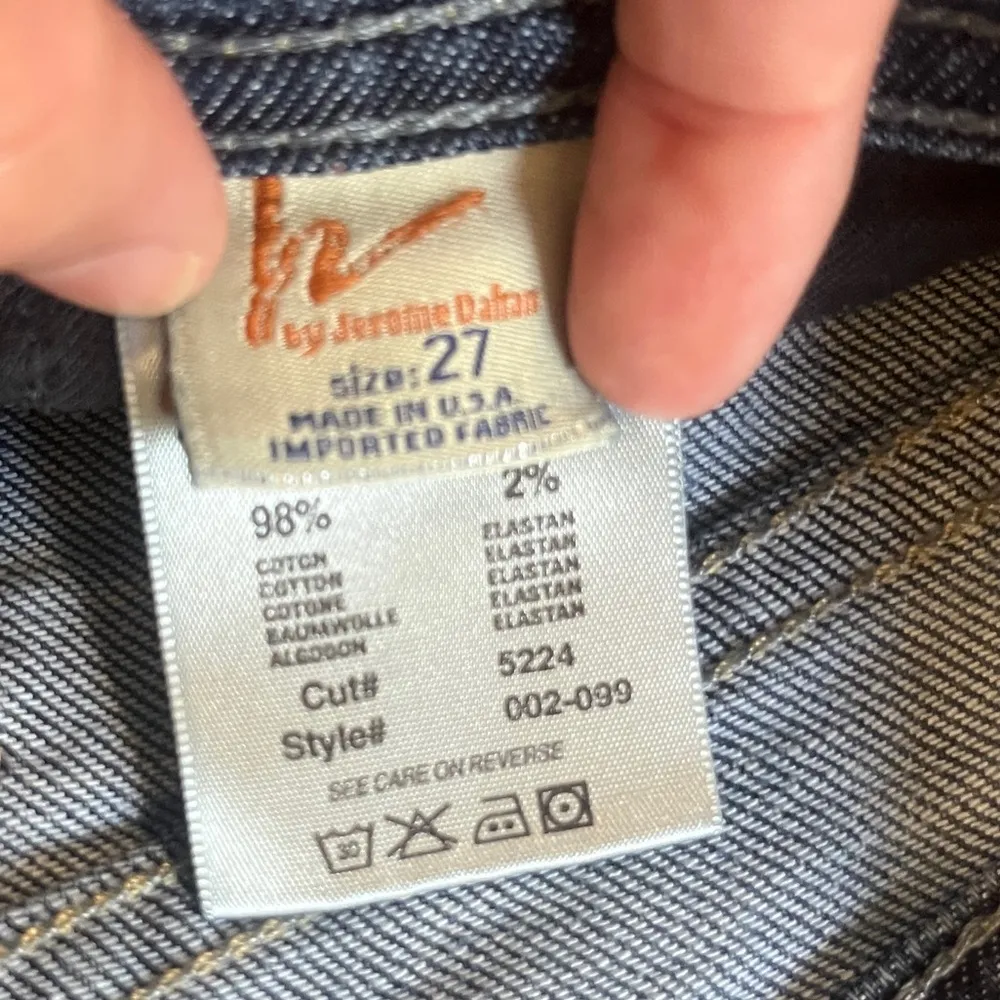 by Jerome Dahan
size: 27
MADE IN U.S.A.
IMPORTED FABRIC
98% 2%
COTON ELASTAN
COTTON ELASTAN
COTONE ELASTAN
BAUMWOLLE ELASTAN
ALGODON ELASTAN
Cut# 5224
Style# 002-099
SEE CARE ON REVERSE
30